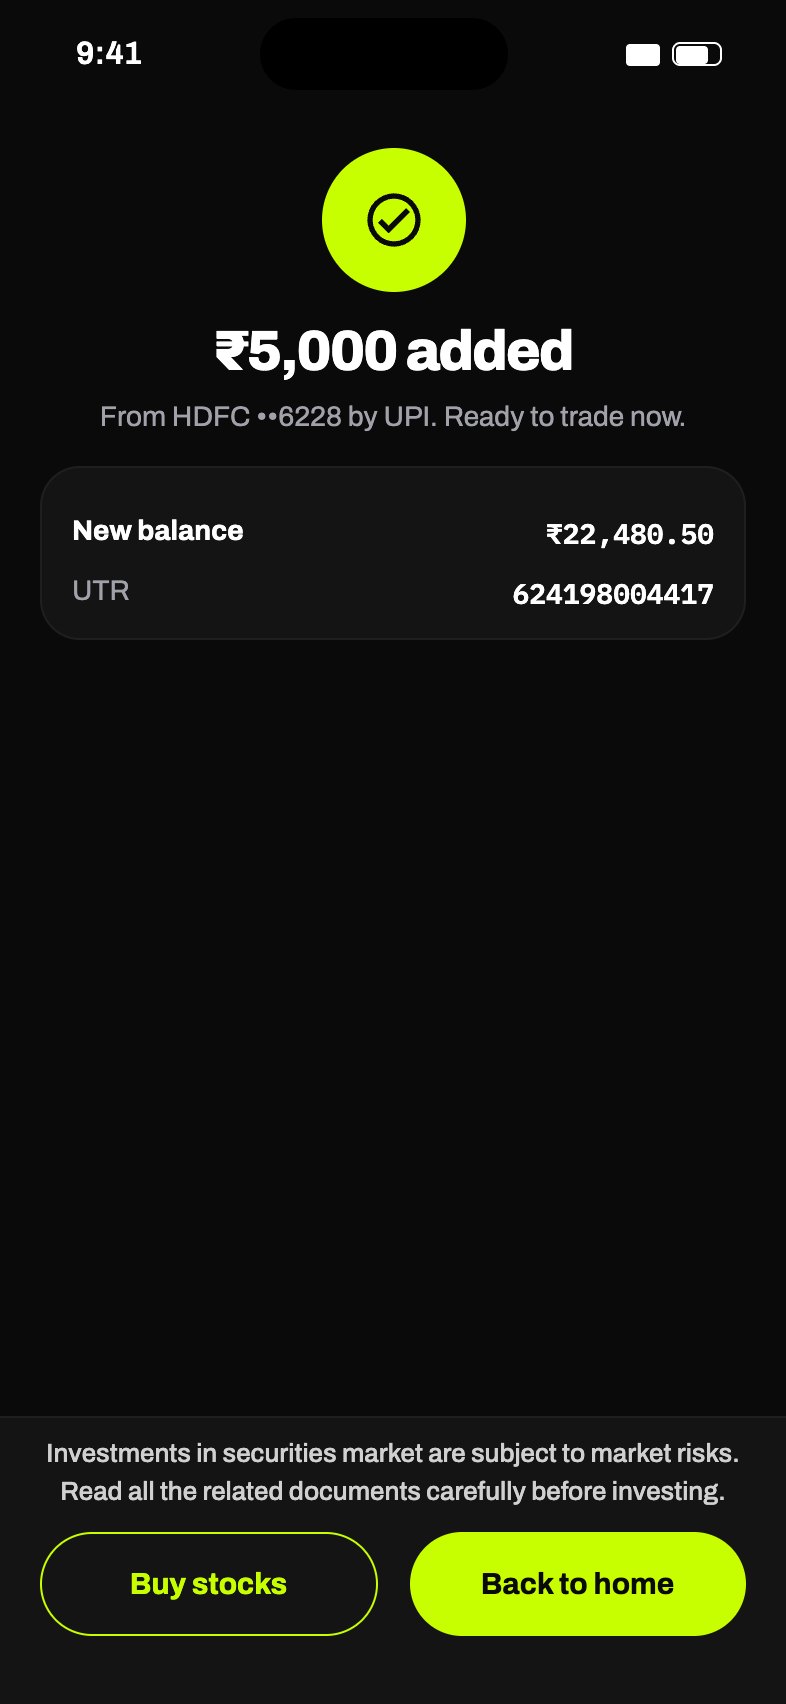 9:41
₹5,000 added
From HDFC ••6228 by UPI. Ready to trade now.
New balance ₹22,480.50
UTR 624198004417
Investments in securities market are subject to market risks.
Read all the related documents carefully before investing.
Buy stocks Back to home